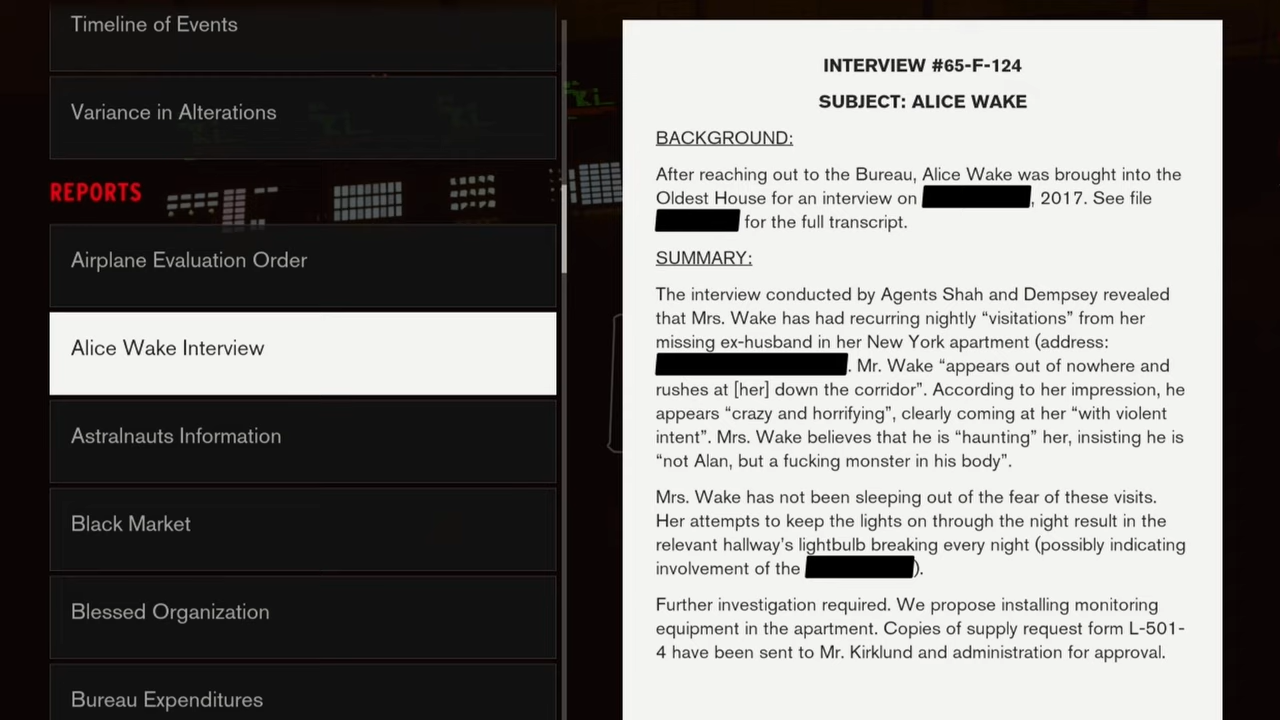 Timeline of Events
Variance in Alterations
REPORTS
Airplane Evaluation Order
Alice Wake Interview
Astralnauts Information
Black Market
Blessed Organization
Bureau Expenditures
INTERVIEW #65-F-124
SUBJECT: ALICE WAKE
BACKGROUND:
After reaching out to the Bureau, Alice Wake was brought into the
Oldest House for an interview on , 2017. See file
for the full transcript.
SUMMARY:
The interview conducted by Agents Shah and Dempsey revealed
that Mrs. Wake has had recurring nightly “visitations” from her
missing ex-husband in her New York apartment (address:
. Mr. Wake “appears out of nowhere and
rushes at [her] down the corridor”. According to her impression, he
appears “crazy and horrifying”, clearly coming at her “with violent
intent”. Mrs. Wake believes that he is “haunting” her, insisting he is
“not Alan, but a fucking monster in his body”.
Mrs. Wake has not been sleeping out of the fear of these visits.
Her attempts to keep the lights on through the night result in the
relevant hallway’s lightbulb breaking every night (possibly indicating
involvement of the ).
Further investigation required. We propose installing monitoring
equipment in the apartment. Copies of supply request form L-501-
4 have been sent to Mr. Kirklund and administration for approval.